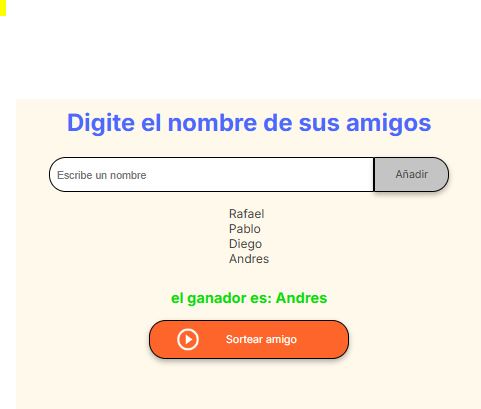 Digite el nombre de sus amigos
Escribe un nombre
Añadir
Rafael
Pablo
Diego
Andres
el ganador es: Andres
Sortear amigo